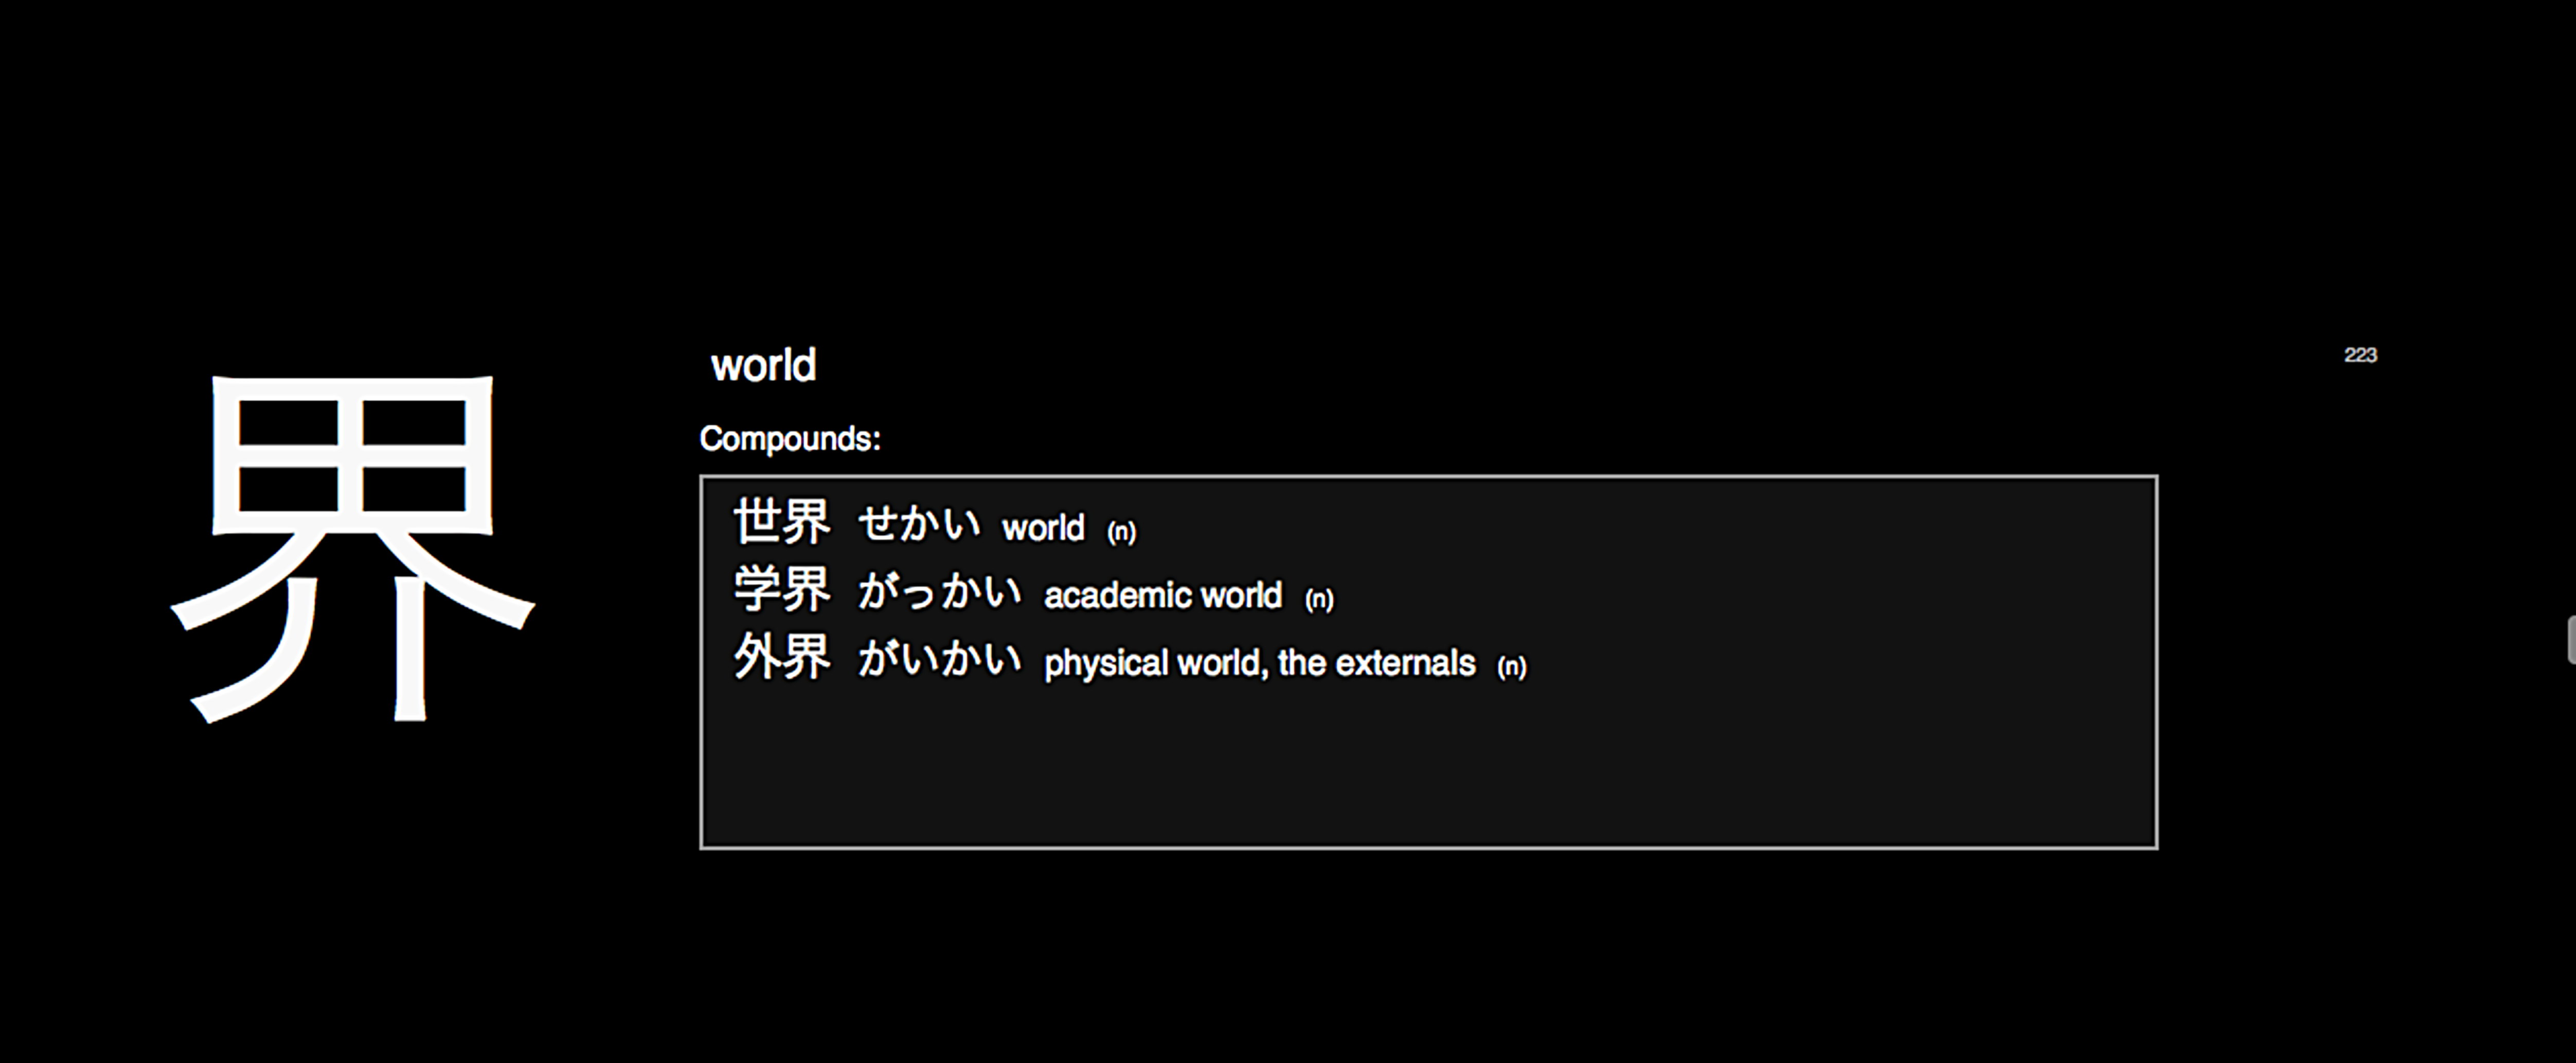 界
world
223
Compounds:
世界 せかい world (n)
学界 がっかい academic world (n)
外界 がいかい physical world, the externals (n)